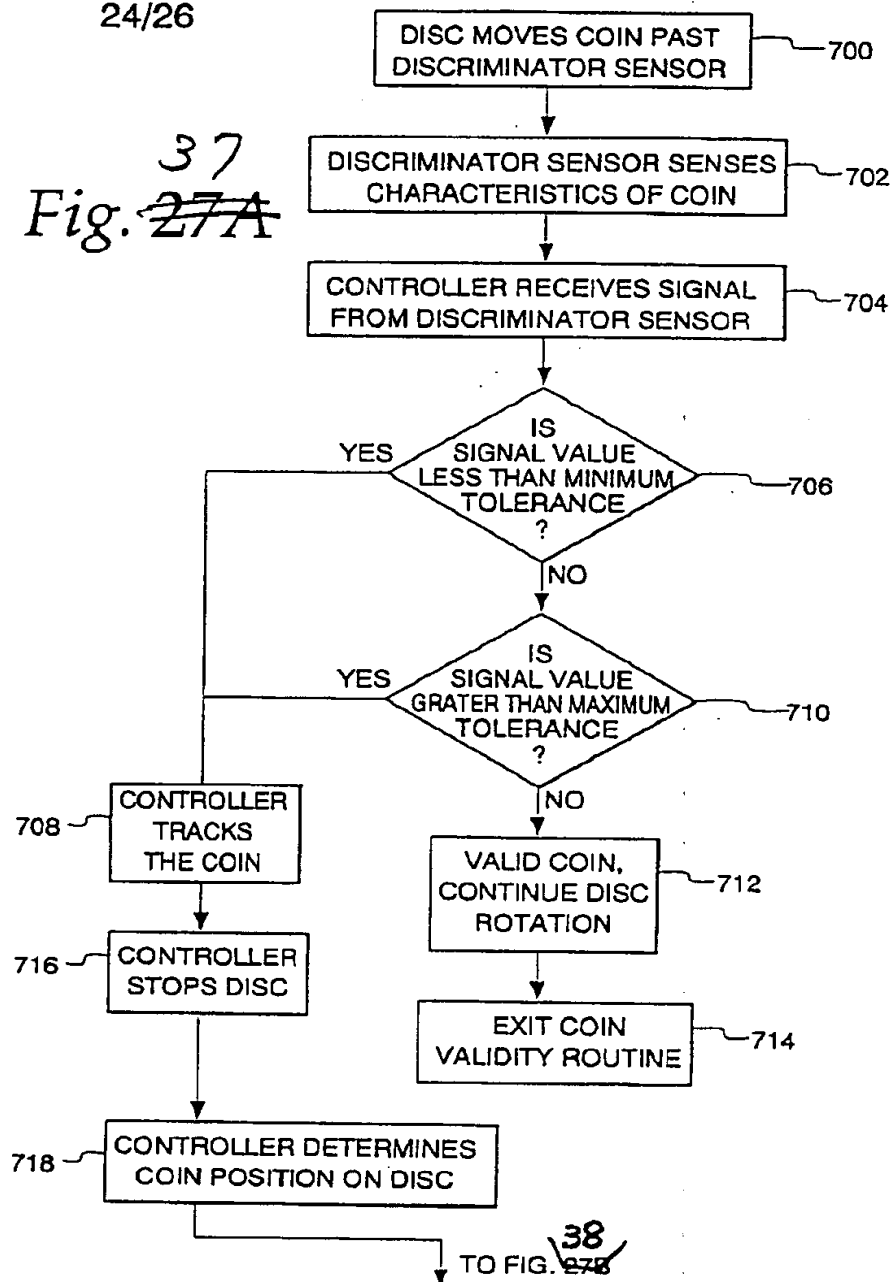 24/26
37
Fig. 27A
DISC MOVES COIN PAST
DISCRIMINATOR SENSOR
700
DISCRIMINATOR SENSOR SENSES
CHARACTERISTICS OF COIN
702
CONTROLLER RECEIVES SIGNAL
FROM DISCRIMINATOR SENSOR
704
IS
SIGNAL VALUE
LESS THAN MINIMUM
TOLERANCE
?
706
YES
NO
IS
SIGNAL VALUE
GRATER THAN MAXIMUM
TOLERANCE
?
710
YES
NO
708
CONTROLLER
TRACKS
THE COIN
VALID COIN,
CONTINUE DISC
ROTATION
712
716
CONTROLLER
STOPS DISC
EXIT COIN
VALIDITY ROUTINE
714
718
CONTROLLER DETERMINES
COIN POSITION ON DISC
38
TO FIG. 27B